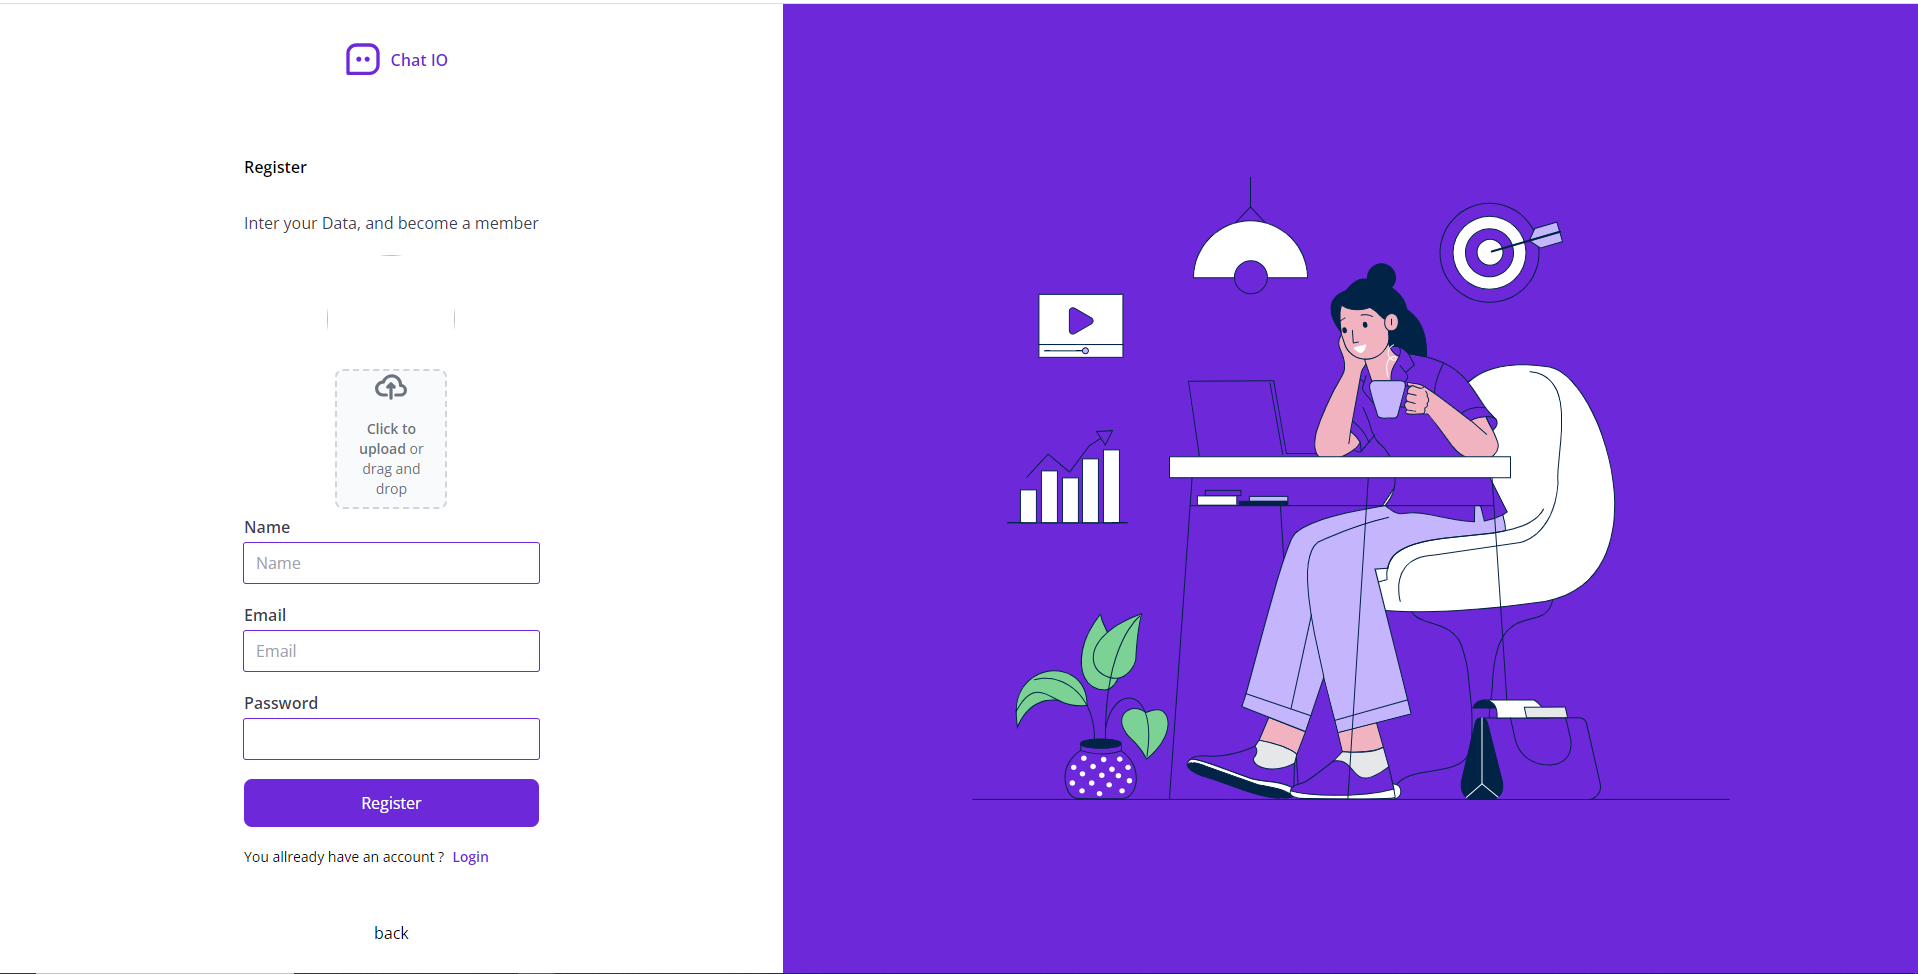 Chat IO
Register
Inter your Data, and become a member
Click to
upload or
drag and
drop
Name
Name
Email
Email
Password
Register
You allready have an account ? Login
back